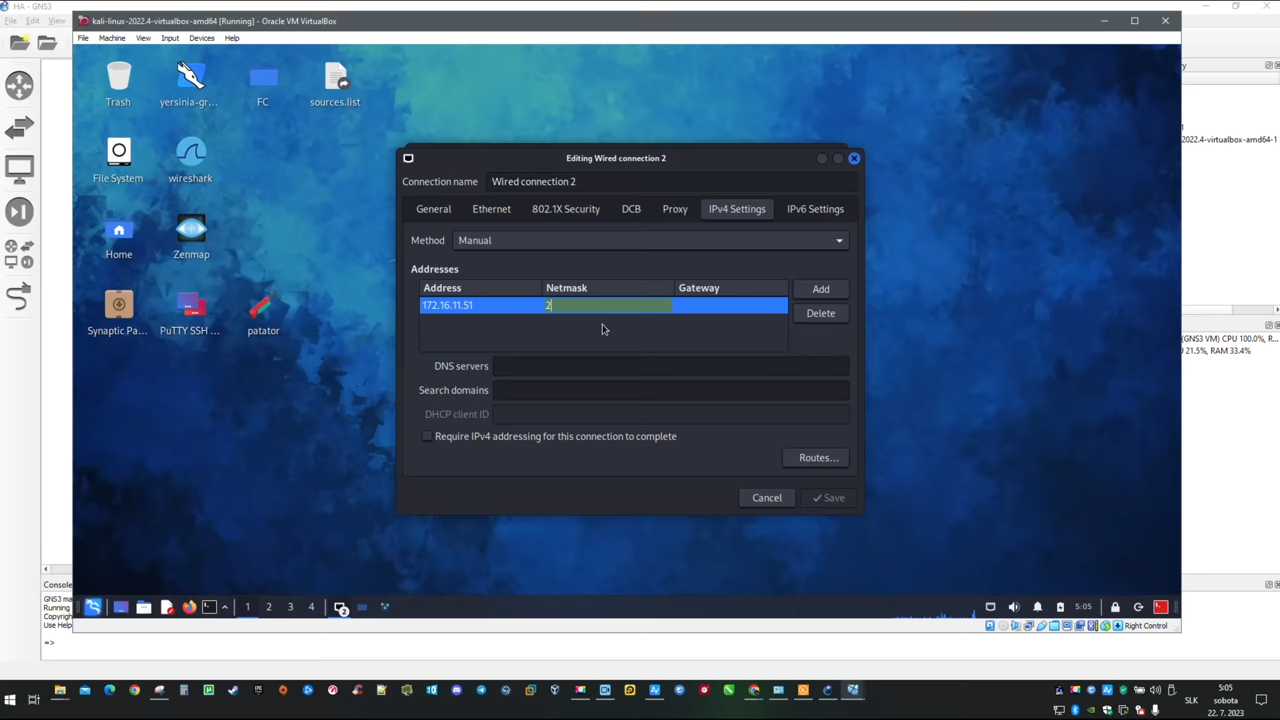 HA - GNS3
File Edit View
kali-linux-2022.4-virtualbox-amd64 [Running] - Oracle VM VirtualBox
File Machine View Input Devices Help
Trash
yersinia-gr...
FC
sources.list
File System
wireshark
Home
Zenmap
Synaptic Pa...
PuTTY SSH ...
patator
Editing Wired connection 2
Connection name Wired connection 2
General Ethernet 802.1X Security DCB Proxy IPv4 Settings IPv6 Settings
Method Manual
Addresses
Address Netmask Gateway
172.16.11.51 2
Add
Delete
DNS servers
Search domains
DHCP client ID
Require IPv4 addressing for this connection to complete
Routes...
Cancel Save
1 2 3 4
2
5:05
Right Control
ry
1
-2022.4-virtualbox-amd64-1
(GNS3 VM) CPU 100.0%, R...
U 21.5%, RAM 33.4%
Console
GNS3 ma
Running
Copyrigh
Use Help
=>
5:05
SLK sobota
22. 7. 2023